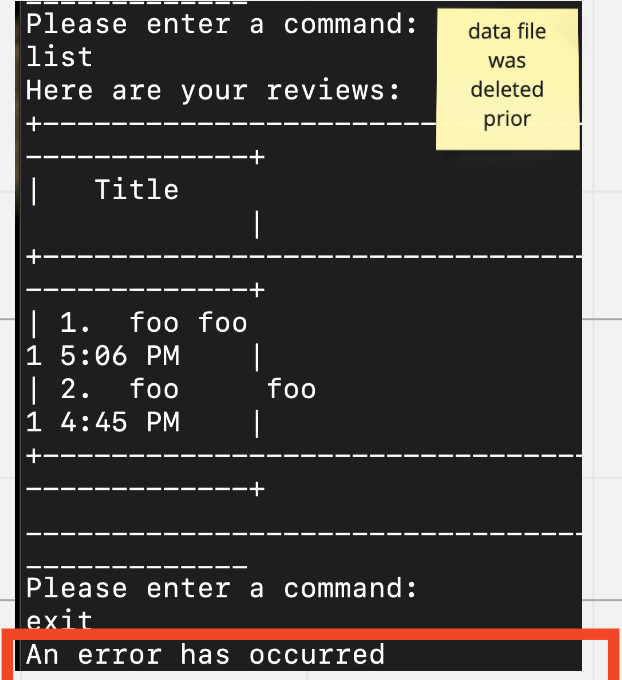 Please enter a command:
list
Here are your reviews:
+--------------------------------
-------------+
|   Title
             |
+--------------------------------
-------------+
| 1.  foo foo
1 5:06 PM    |
| 2.  foo     foo
1 4:45 PM    |
+--------------------------------
-------------+
---------------------------------
-------------
Please enter a command:
exit
An error has occurred
data file
was
deleted
prior